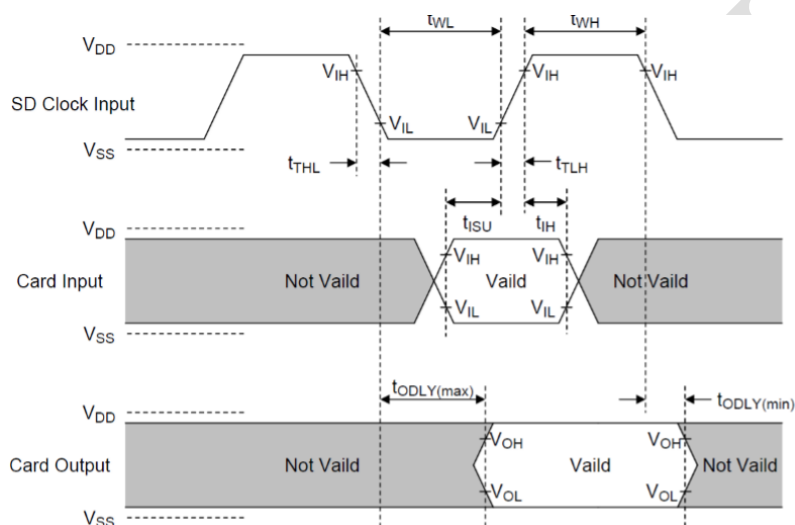 tWL tWH
VDD
VIH VIH VIH
SD Clock Input
VIL VIL
VSS
tTHL tTLH
VDD
tISU tIH
VIH VIH
Card Input Not Vaild Vaild Not Vaild
VIL VIL
VSS
tODLY(max) tODLY(min)
VDD
VOH VOH
Card Output Not Vaild Vaild Not Vaild
VOL VOL
VSS